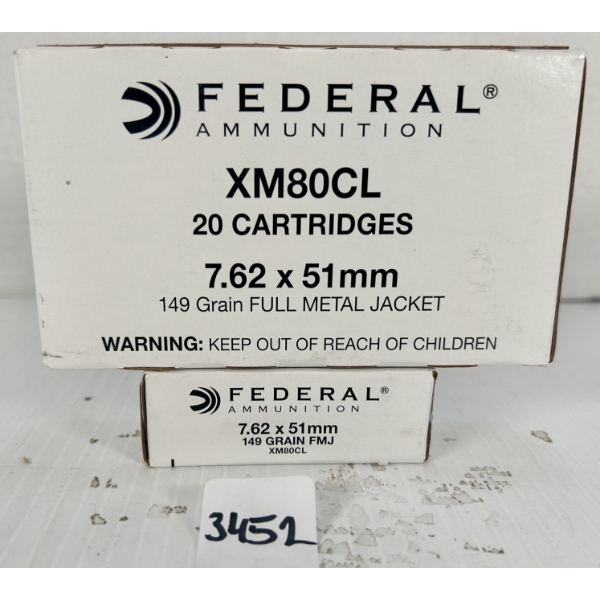 FEDERAL®
AMMUNITION
XM80CL
20 CARTRIDGES
7.62 x 51mm
149 Grain FULL METAL JACKET
WARNING: KEEP OUT OF REACH OF CHILDREN
FEDERAL®
AMMUNITION
7.62 x 51mm
149 GRAIN FMJ
XM80CL
3452